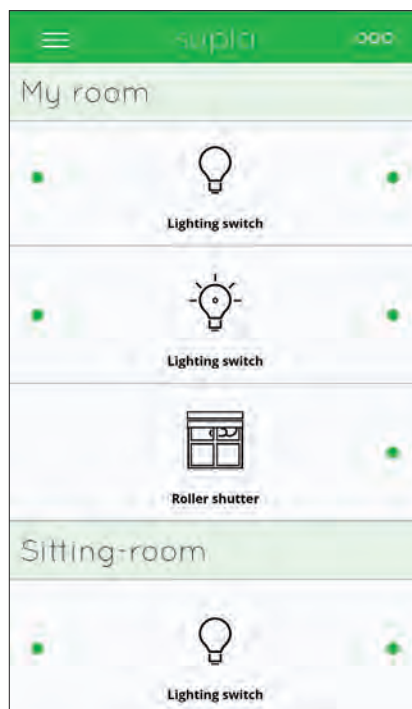 supla
My room
Lighting switch
Lighting switch
Roller shutter
Sitting-room
Lighting switch